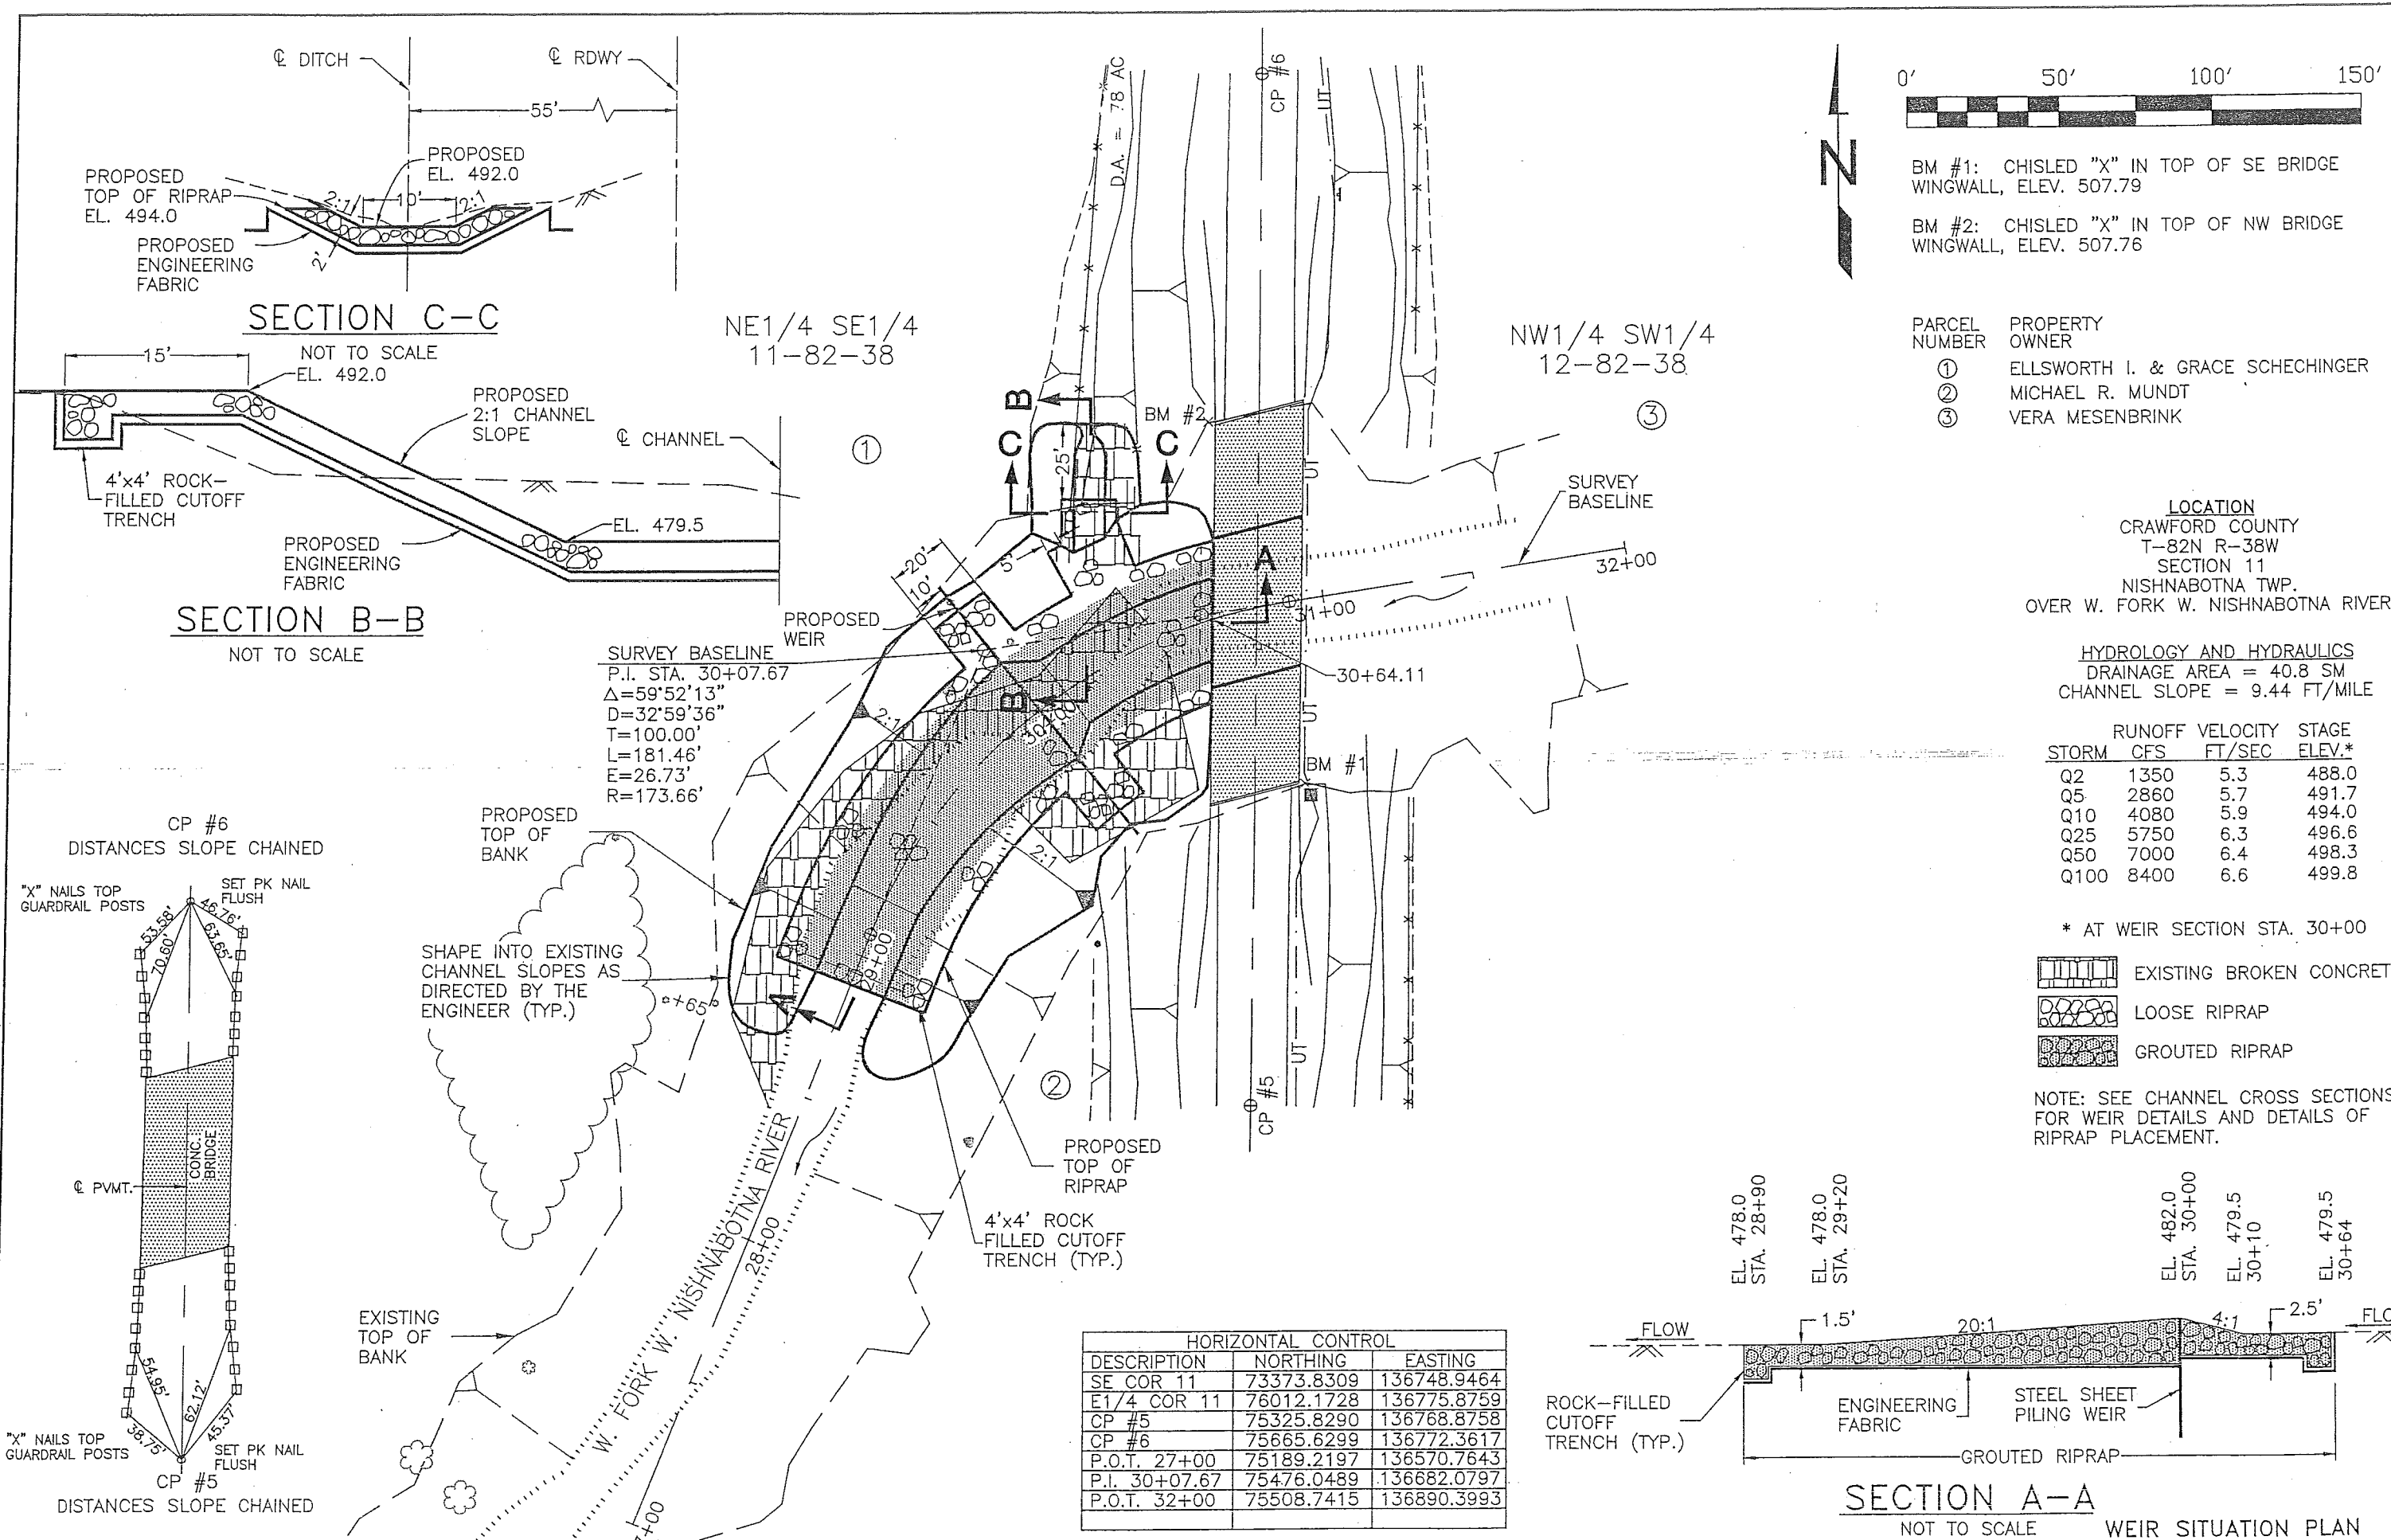 ℄ DITCH
℄ RDWY
55'
PROPOSED
EL. 492.0
PROPOSED
TOP OF RIPRAP
EL. 494.0
2:1
10'
2:1
PROPOSED
ENGINEERING
FABRIC
2'
SECTION C-C
NOT TO SCALE
15'
EL. 492.0
PROPOSED
2:1 CHANNEL
SLOPE
℄ CHANNEL
4'x4' ROCK-
FILLED CUTOFF
TRENCH
EL. 479.5
PROPOSED
ENGINEERING
FABRIC
SECTION B-B
NOT TO SCALE
NE1/4 SE1/4
11-82-38
①
NW1/4 SW1/4
12-82-38
③
D.A. = 78 AC
CP #6
UT
B
BM #2
C
C
25'
5'
20'
10'
PROPOSED
WEIR
SURVEY
BASELINE
32+00
A
31+00
30+64.11
UT
UT
BM #1
B
30+00
SURVEY BASELINE
P.I. STA. 30+07.67
Δ=59°52'13"
D=32°59'36"
T=100.00'
L=181.46'
E=26.73'
R=173.66'
2:1
2:1
PROPOSED
TOP OF
BANK
SHAPE INTO EXISTING
CHANNEL SLOPES AS
DIRECTED BY THE
ENGINEER (TYP.)
+65
29+00
A
②
UT
CP #5
PROPOSED
TOP OF
RIPRAP
4'x4' ROCK
FILLED CUTOFF
TRENCH (TYP.)
W. FORK W. NISHNABOTNA RIVER
28+00
EXISTING
TOP OF
BANK
CP #6
DISTANCES SLOPE CHAINED
"X" NAILS TOP
GUARDRAIL POSTS
SET PK NAIL
FLUSH
53.58'
70.60'
46.76'
63.65'
CONC.
BRIDGE
℄ PVMT.
54.95'
62.12'
38.75'
45.37'
"X" NAILS TOP
GUARDRAIL POSTS
SET PK NAIL
FLUSH
CP #5
DISTANCES SLOPE CHAINED
HORIZONTAL CONTROL
DESCRIPTION NORTHING EASTING
SE COR 11 73373.8309 136748.9464
E1/4 COR 11 76012.1728 136775.8759
CP #5 75325.8290 136768.8758
CP #6 75665.6299 136772.3617
P.O.T. 27+00 75189.2197 136570.7643
P.I. 30+07.67 75476.0489 136682.0797
P.O.T. 32+00 75508.7415 136890.3993
N
0' 50' 100' 150'
BM #1: CHISLED "X" IN TOP OF SE BRIDGE
WINGWALL, ELEV. 507.79
BM #2: CHISLED "X" IN TOP OF NW BRIDGE
WINGWALL, ELEV. 507.76
PARCEL PROPERTY
NUMBER OWNER
① ELLSWORTH I. & GRACE SCHECHINGER
② MICHAEL R. MUNDT
③ VERA MESENBRINK
LOCATION
CRAWFORD COUNTY
T-82N R-38W
SECTION 11
NISHNABOTNA TWP.
OVER W. FORK W. NISHNABOTNA RIVER
HYDROLOGY AND HYDRAULICS
DRAINAGE AREA = 40.8 SM
CHANNEL SLOPE = 9.44 FT/MILE
RUNOFF VELOCITY STAGE
STORM CFS FT/SEC ELEV.*
Q2 1350 5.3 488.0
Q5 2860 5.7 491.7
Q10 4080 5.9 494.0
Q25 5750 6.3 496.6
Q50 7000 6.4 498.3
Q100 8400 6.6 499.8
* AT WEIR SECTION STA. 30+00
EXISTING BROKEN CONCRET
LOOSE RIPRAP
GROUTED RIPRAP
NOTE: SEE CHANNEL CROSS SECTIONS
FOR WEIR DETAILS AND DETAILS OF
RIPRAP PLACEMENT.
EL. 478.0
STA. 28+90
EL. 478.0
STA. 29+20
EL. 482.0
STA. 30+00
EL. 479.5
30+10
EL. 479.5
30+64
FLOW
1.5'
20:1
4:1
2.5'
FLO
ROCK-FILLED
CUTOFF
TRENCH (TYP.)
ENGINEERING
FABRIC
STEEL SHEET
PILING WEIR
GROUTED RIPRAP
SECTION A-A
NOT TO SCALE
WEIR SITUATION PLAN